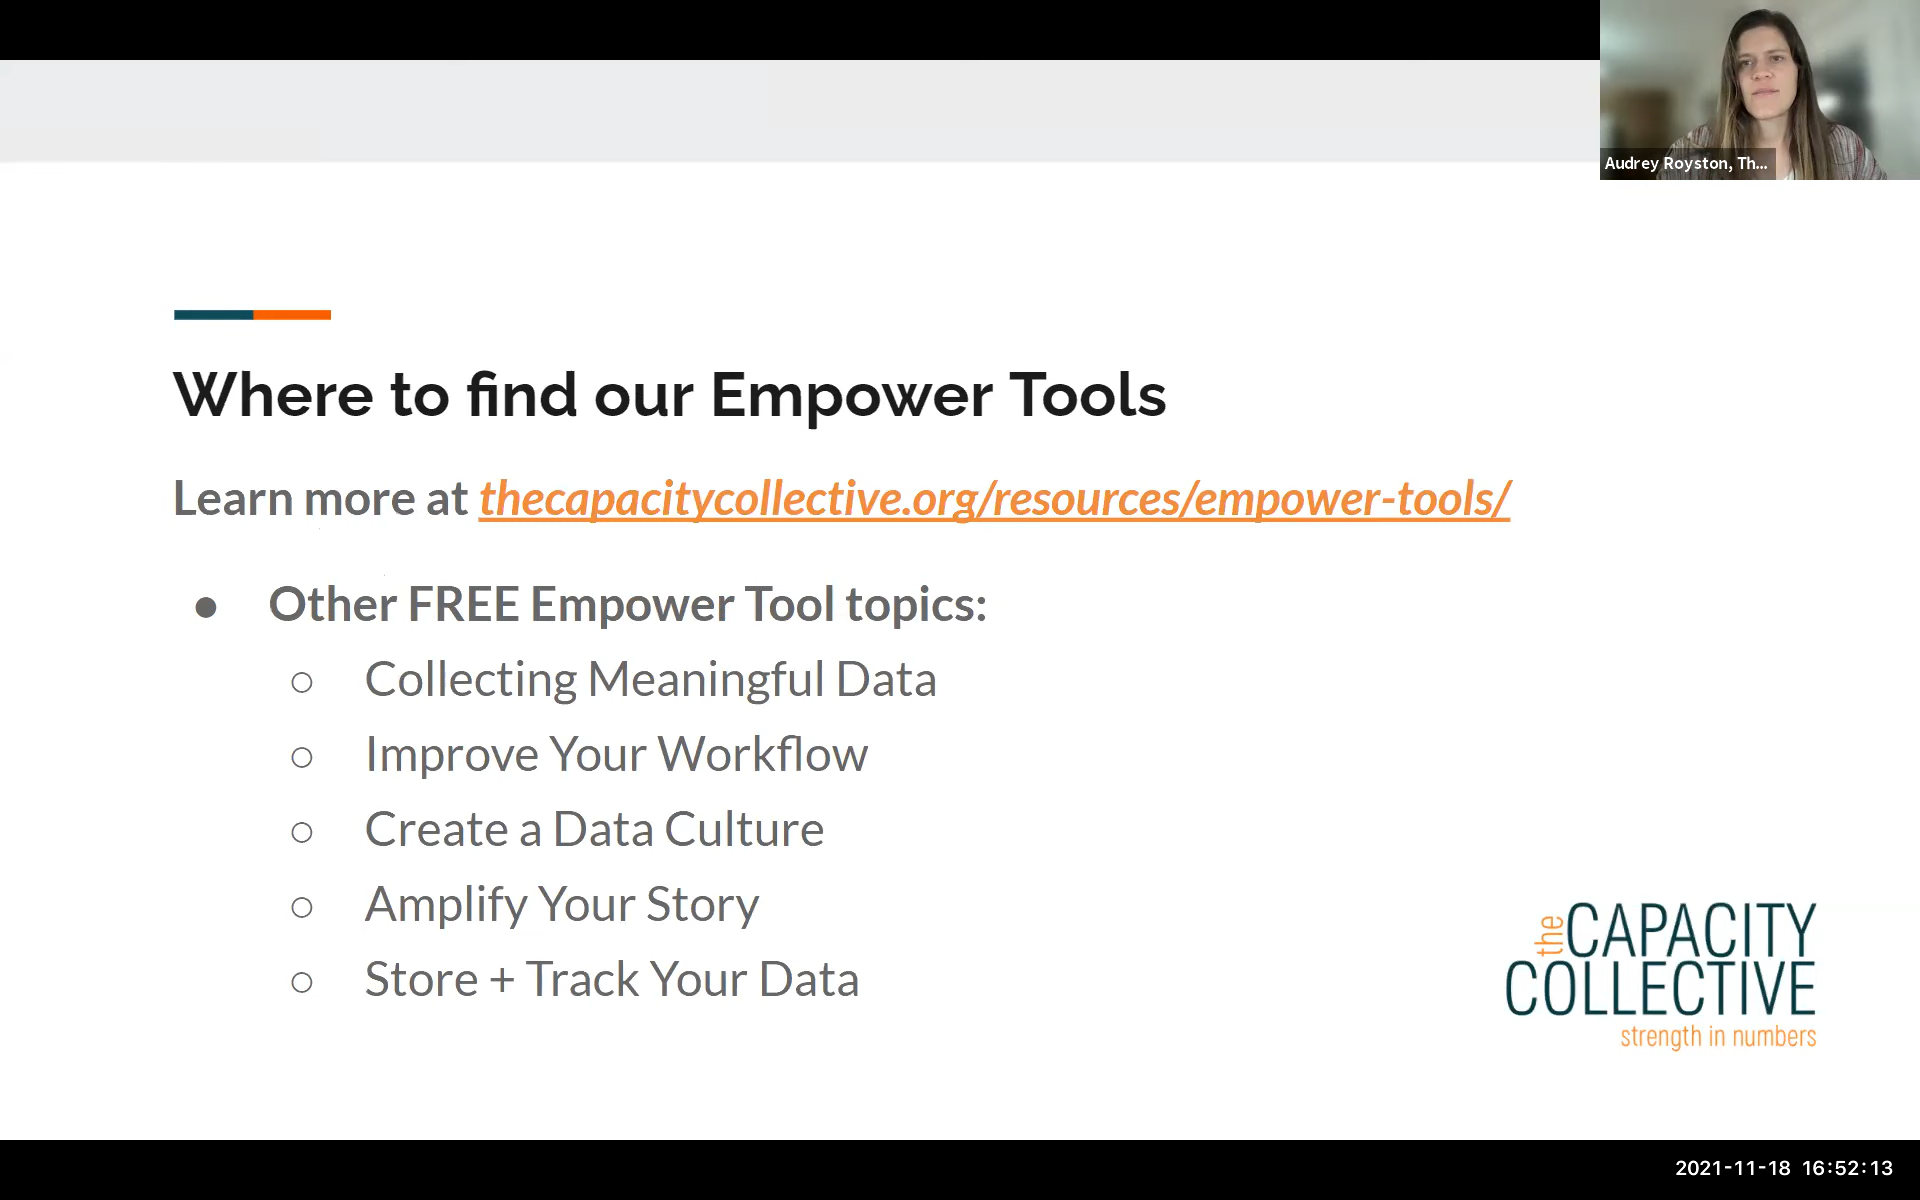 Audrey Royston, Th...
Where to find our Empower Tools
Learn more at thecapacitycollective.org/resources/empower-tools/
● Other FREE Empower Tool topics:
○ Collecting Meaningful Data
○ Improve Your Workflow
○ Create a Data Culture
○ Amplify Your Story
○ Store + Track Your Data
the CAPACITY
COLLECTIVE
strength in numbers
2021-11-18 16:52:13